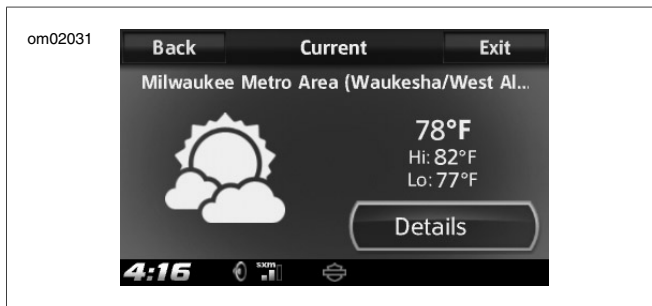 om02031
Back Current Exit
Milwaukee Metro Area (Waukesha/West Al...
78°F
Hi: 82°F
Lo: 77°F
Details
4:16 sxm